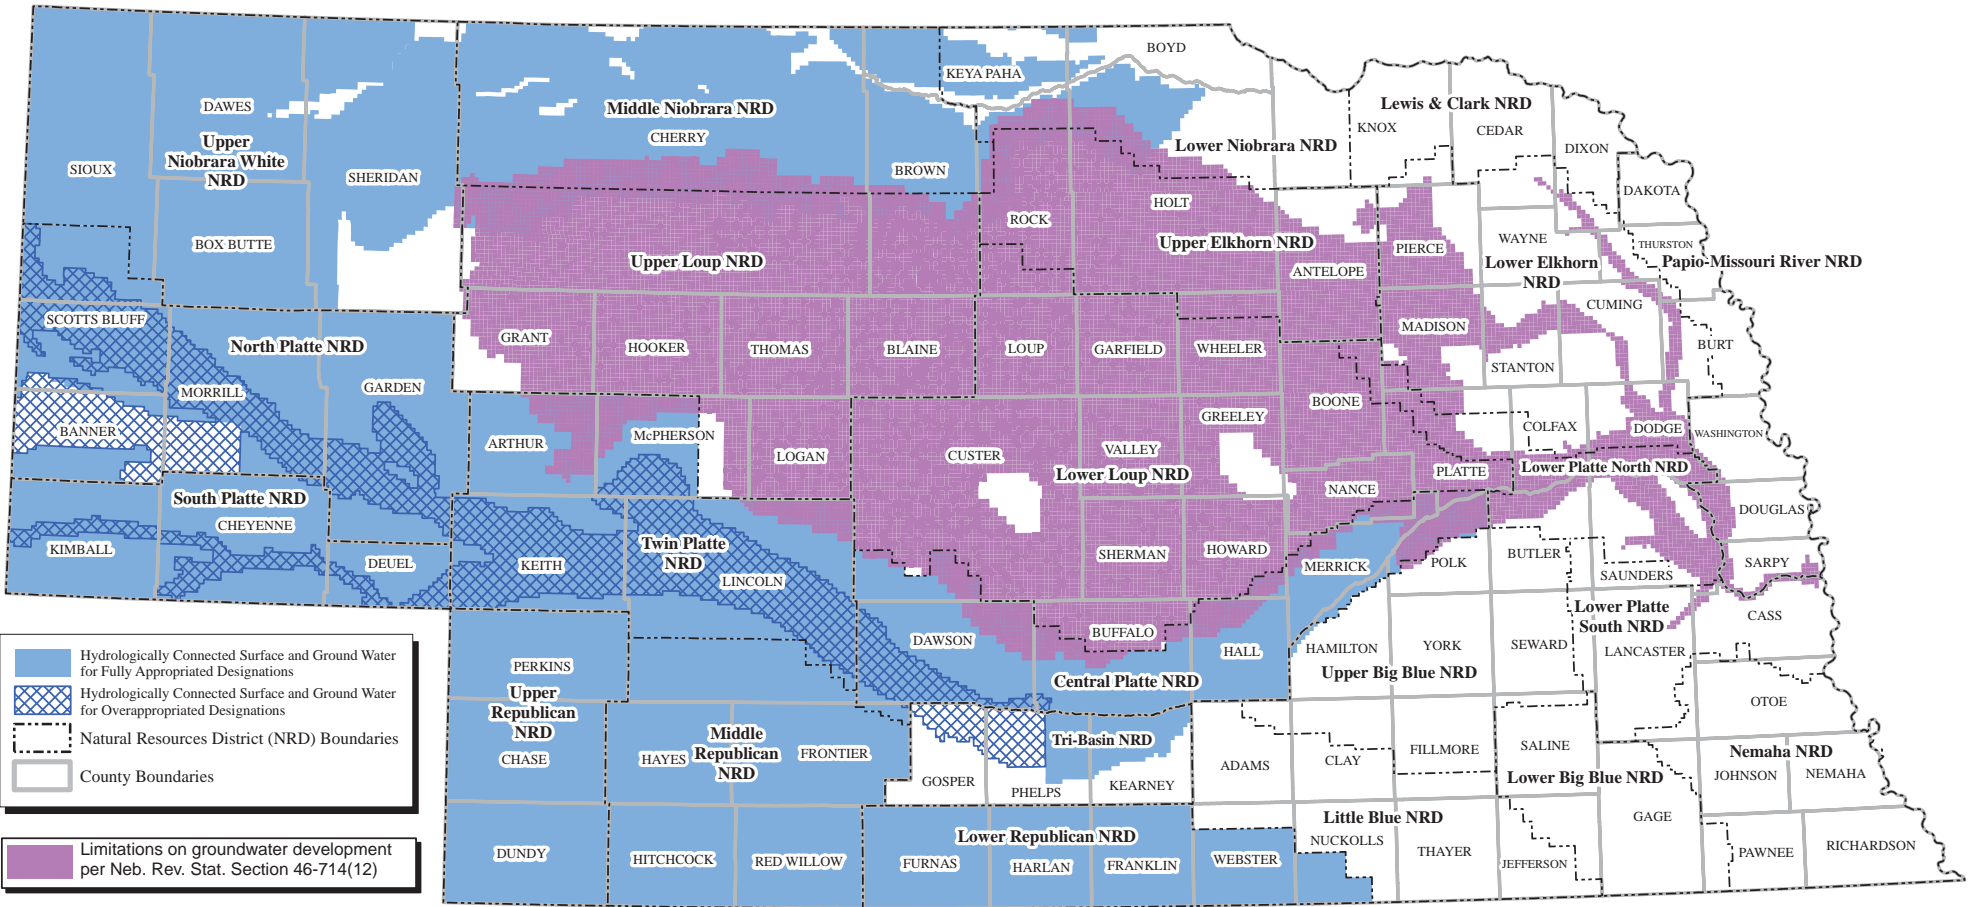 BOYD
KEYA PAHA
DAWES
Middle Niobrara NRD
Lewis & Clark NRD
KNOX
CEDAR
CHERRY
Upper
Niobrara White
NRD
Lower Niobrara NRD
DIXON
SIOUX
SHERIDAN
BROWN
DAKOTA
HOLT
ROCK
BOX BUTTE
Upper Elkhorn NRD
PIERCE
WAYNE
THURSTON
Upper Loup NRD
ANTELOPE
Lower Elkhorn
NRD
Papio-Missouri River NRD
CUMING
SCOTTS BLUFF
North Platte NRD
GRANT
HOOKER
THOMAS
BLAINE
LOUP
GARFIELD
WHEELER
MADISON
STANTON
BURT
MORRILL
GARDEN
BOONE
BANNER
ARTHUR
McPHERSON
LOGAN
CUSTER
VALLEY
GREELEY
COLFAX
DODGE
WASHINGTON
Lower Loup NRD
PLATTE
Lower Platte North NRD
South Platte NRD
CHEYENNE
NANCE
DOUGLAS
KIMBALL
DEUEL
KEITH
Twin Platte
NRD
LINCOLN
SHERMAN
HOWARD
MERRICK
POLK
BUTLER
SAUNDERS
SARPY
Lower Platte
South NRD
CASS
DAWSON
BUFFALO
HALL
HAMILTON
YORK
SEWARD
LANCASTER
Upper Big Blue NRD
PERKINS
Central Platte NRD
Upper
Republican
NRD
OTOE
CHASE
HAYES
Middle
Republican
NRD
FRONTIER
Tri-Basin NRD
GOSPER
PHELPS
KEARNEY
ADAMS
CLAY
FILLMORE
SALINE
Lower Big Blue NRD
Nemaha NRD
JOHNSON
NEMAHA
DUNDY
HITCHCOCK
RED WILLOW
Lower Republican NRD
FURNAS
HARLAN
FRANKLIN
WEBSTER
Little Blue NRD
NUCKOLLS
THAYER
JEFFERSON
GAGE
PAWNEE
RICHARDSON
Hydrologically Connected Surface and Ground Water
for Fully Appropriated Designations
Hydrologically Connected Surface and Ground Water
for Overappropriated Designations
Natural Resources District (NRD) Boundaries
County Boundaries
Limitations on groundwater development
per Neb. Rev. Stat. Section 46-714(12)